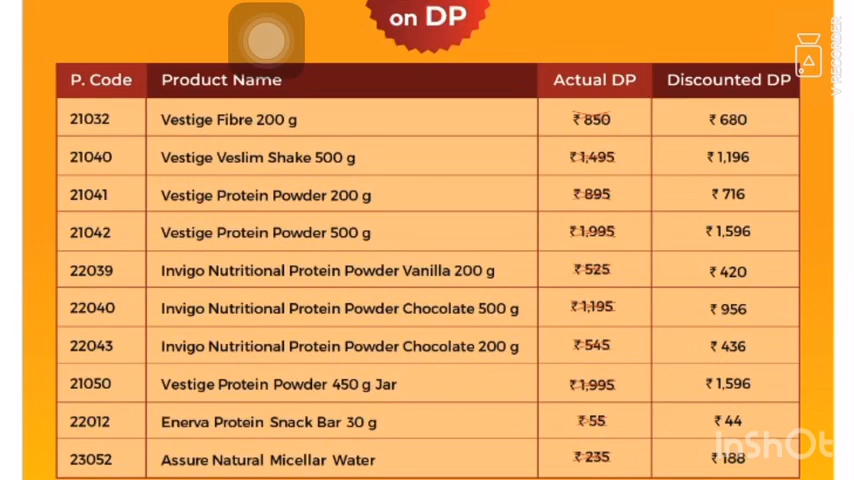 on DP
P. Code Product Name Actual DP Discounted DP
21032 Vestige Fibre 200 g ₹ 850 ₹ 680
21040 Vestige Veslim Shake 500 g ₹ 1,495 ₹ 1,196
21041 Vestige Protein Powder 200 g ₹ 895 ₹ 716
21042 Vestige Protein Powder 500 g ₹ 1,995 ₹ 1,596
22039 Invigo Nutritional Protein Powder Vanilla 200 g ₹ 525 ₹ 420
22040 Invigo Nutritional Protein Powder Chocolate 500 g ₹ 1,195 ₹ 956
22043 Invigo Nutritional Protein Powder Chocolate 200 g ₹ 545 ₹ 436
21050 Vestige Protein Powder 450 g Jar ₹ 1,995 ₹ 1,596
22012 Enerva Protein Snack Bar 30 g ₹ 55 ₹ 44
23052 Assure Natural Micellar Water ₹ 235 ₹ 188
V RECORDER
InShOt